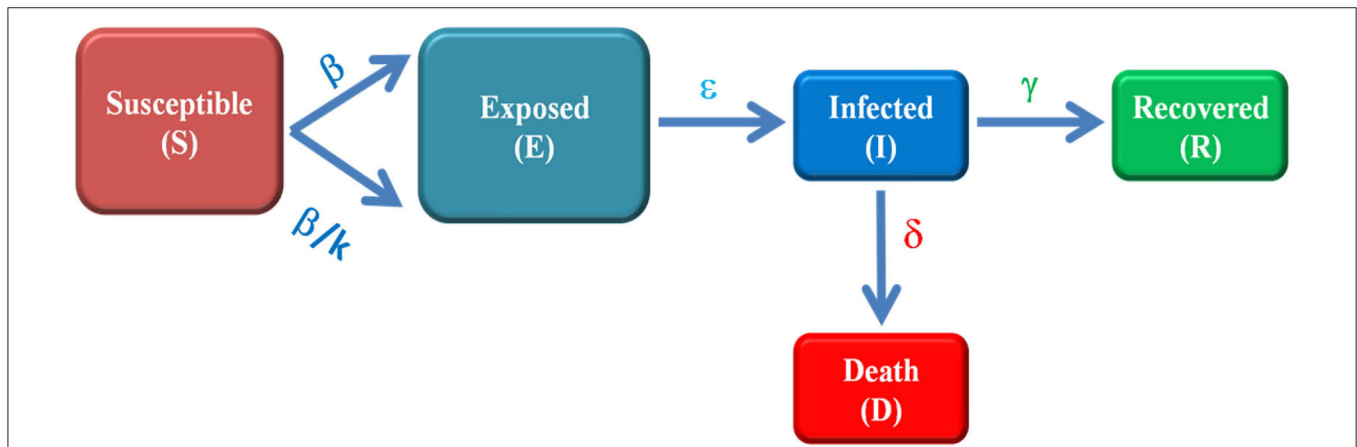 Susceptible
(S)
β
β/k
Exposed
(E)
ε
Infected
(I)
γ
Recovered
(R)
δ
Death
(D)